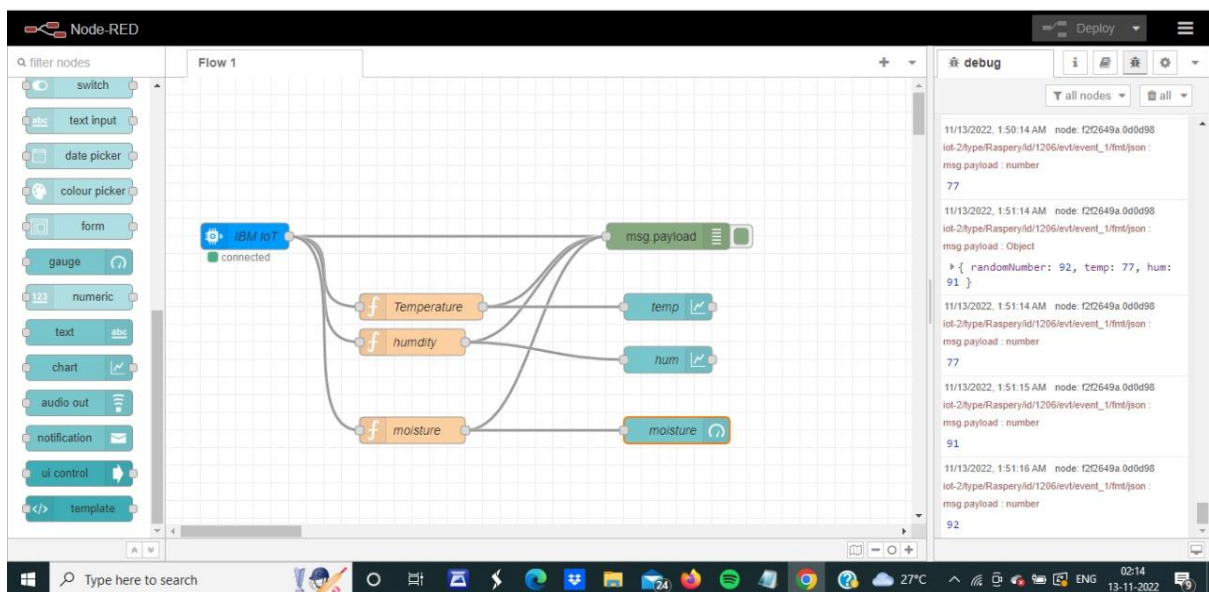 Node-RED
Deploy
filter nodes
Flow 1
debug
i
all nodes
all
switch
abc text input
date picker
colour picker
form
gauge
123 numeric
text abc
chart
audio out
notification
ui control
</> template
IBM IoT
connected
msg.payload
f Temperature
temp
f humdity
hum
f moisture
moisture
11/13/2022, 1:50:14 AM node: f2f2649a.0d0d98
iot-2/type/Raspery/id/1206/evt/event_1/fmt/json :
msg.payload : number
77
11/13/2022, 1:51:14 AM node: f2f2649a.0d0d98
iot-2/type/Raspery/id/1206/evt/event_1/fmt/json :
msg.payload : Object
{ randomNumber: 92, temp: 77, hum:
91 }
11/13/2022, 1:51:14 AM node: f2f2649a.0d0d98
iot-2/type/Raspery/id/1206/evt/event_1/fmt/json :
msg.payload : number
77
11/13/2022, 1:51:15 AM node: f2f2649a.0d0d98
iot-2/type/Raspery/id/1206/evt/event_1/fmt/json :
msg.payload : number
91
11/13/2022, 1:51:16 AM node: f2f2649a.0d0d98
iot-2/type/Raspery/id/1206/evt/event_1/fmt/json :
msg.payload : number
92
Type here to search
24
27°C
ENG
02:14
13-11-2022
9